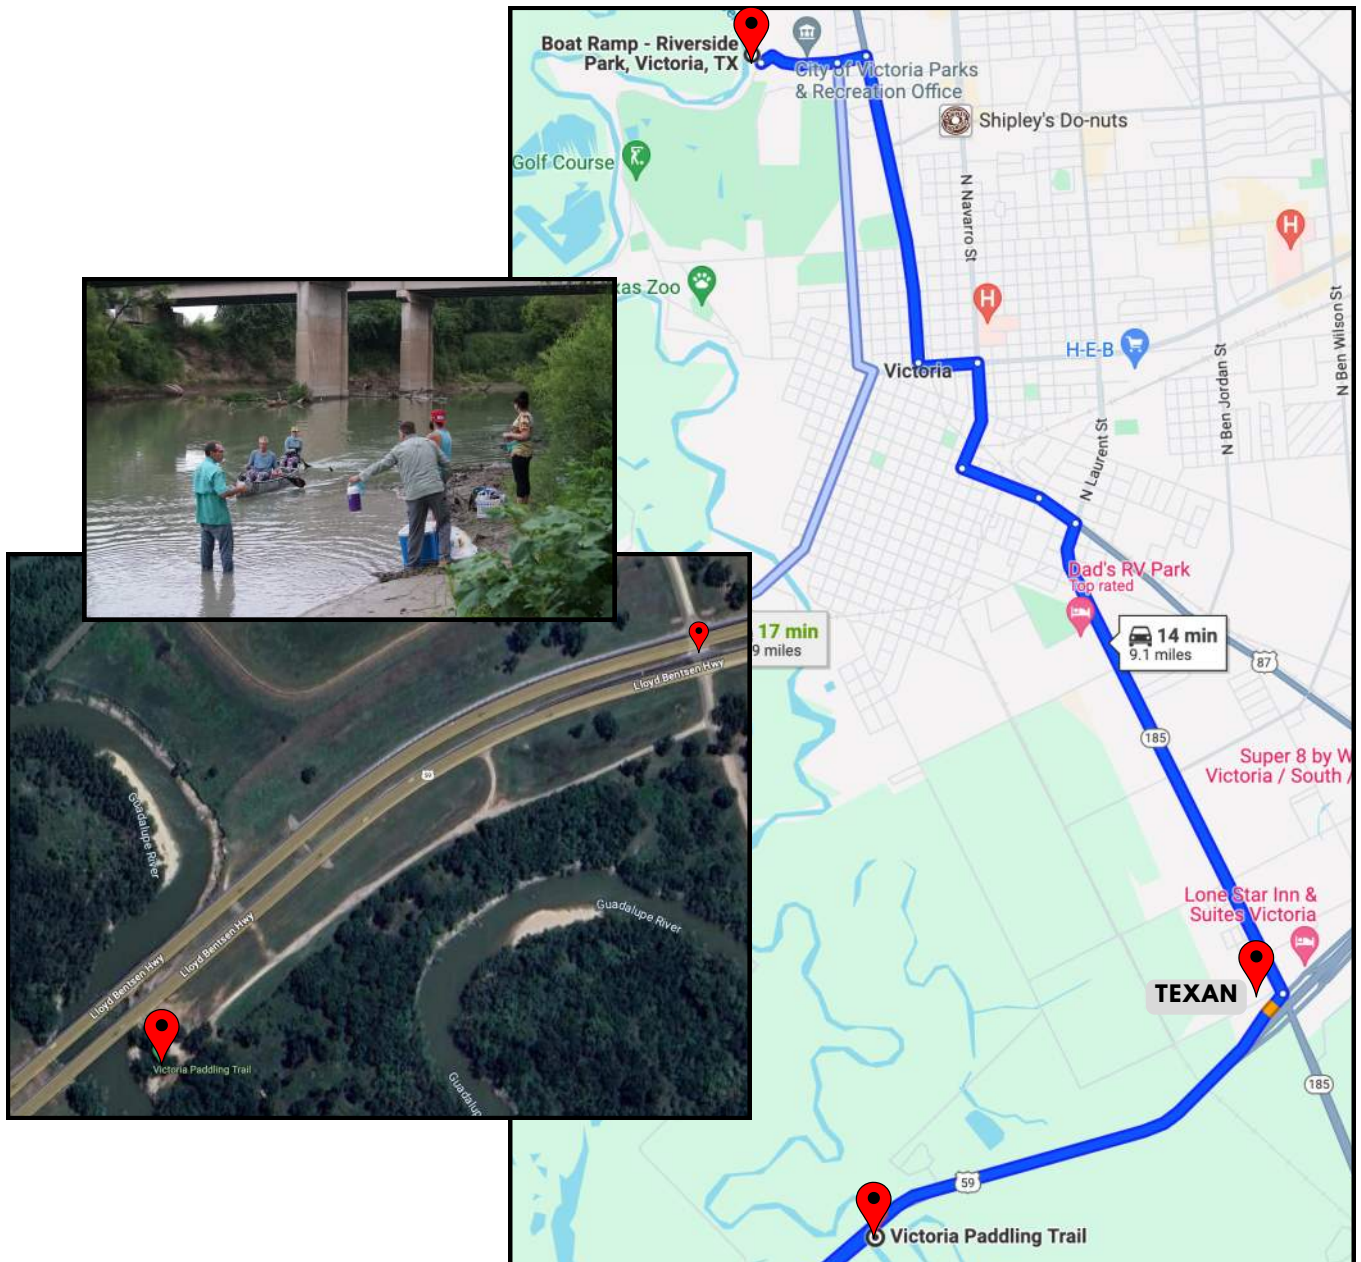 Boat Ramp - Riverside
Park, Victoria, TX
City of Victoria Parks
& Recreation Office
Shipley's Do-nuts
Golf Course
N Navarro St
H
H
xas Zoo
H-E-B
Victoria
N Laurent St
N Ben Jordan St
N Ben Wilson St
Dad's RV Park
Top rated
17 min
9 miles
14 min
9.1 miles
87
185
Super 8 by W
Victoria / South /
Lone Star Inn &
Suites Victoria
TEXAN
185
59
Victoria Paddling Trail
Lloyd Bentsen Hwy
59
Guadalupe River
Guadalupe River
Lloyd Bentsen Hwy
Lloyd Bentsen Hwy
Victoria Paddling Trail
Guadalup